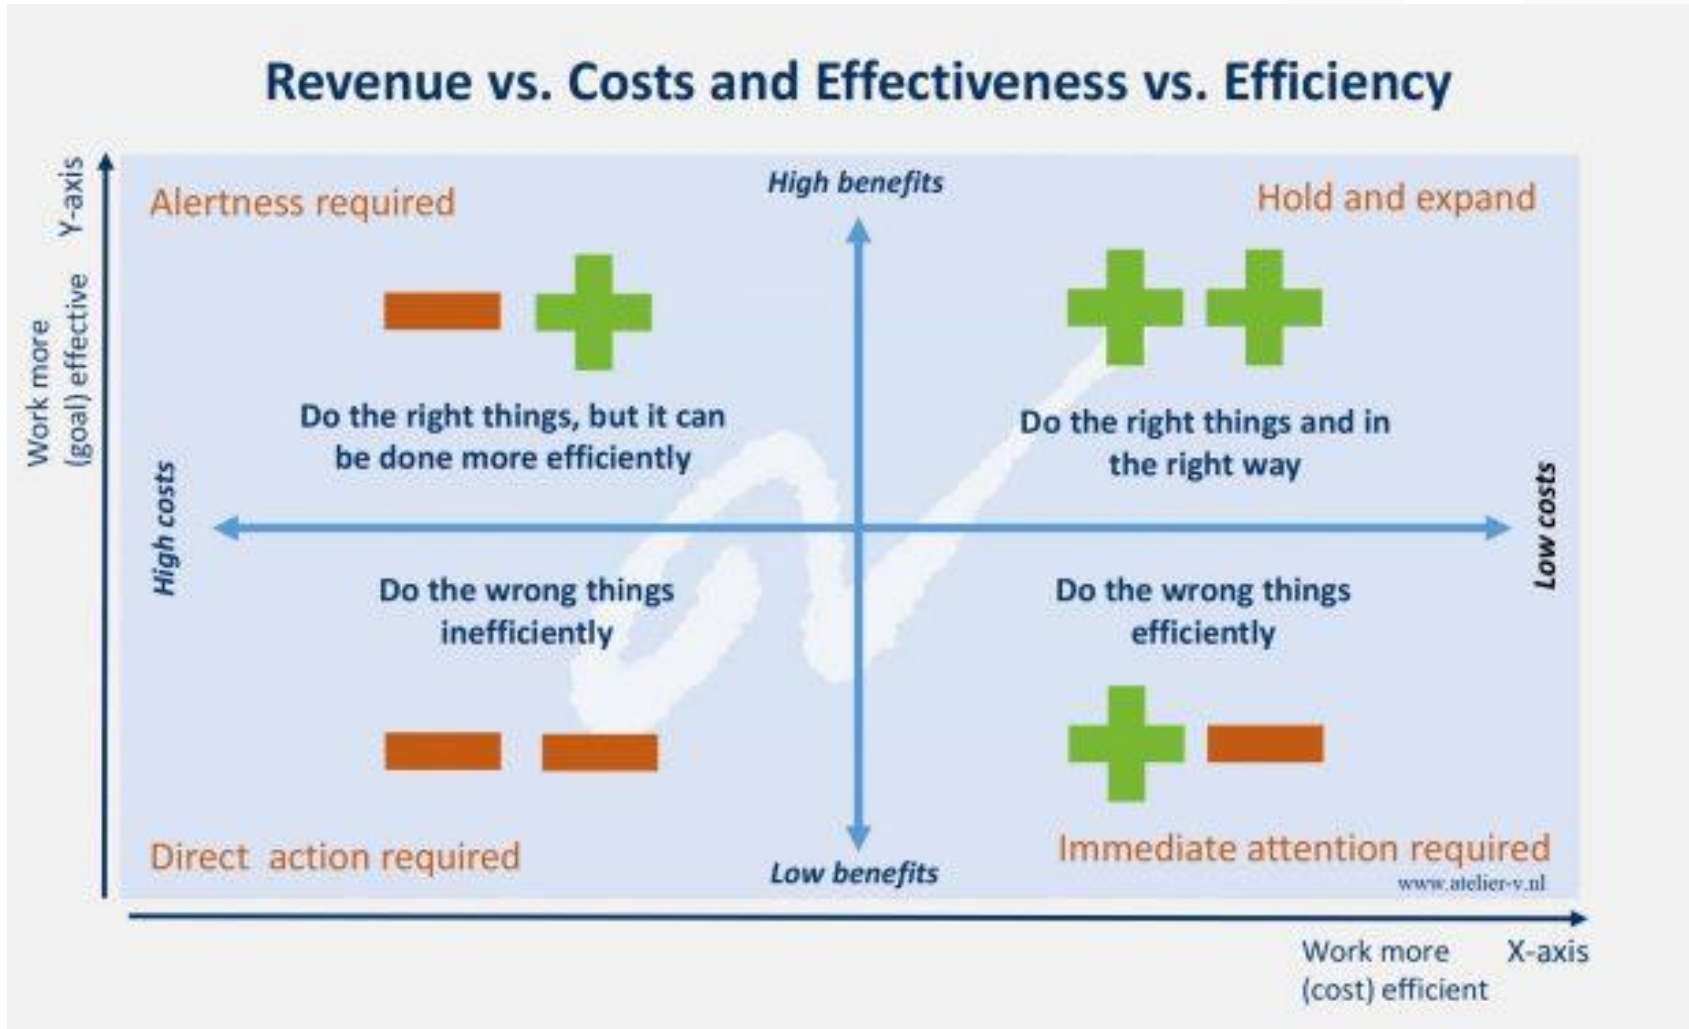 Revenue vs. Costs and Effectiveness vs. Efficiency
Y-axis
Work more
(goal) effective
Alertness required
High benefits
Hold and expand
Do the right things, but it can
be done more efficiently
Do the right things and in
the right way
High costs
Low costs
Do the wrong things
inefficiently
Do the wrong things
efficiently
Direct action required
Low benefits
Immediate attention required
www.atelier-v.nl
Work more
(cost) efficient
X-axis